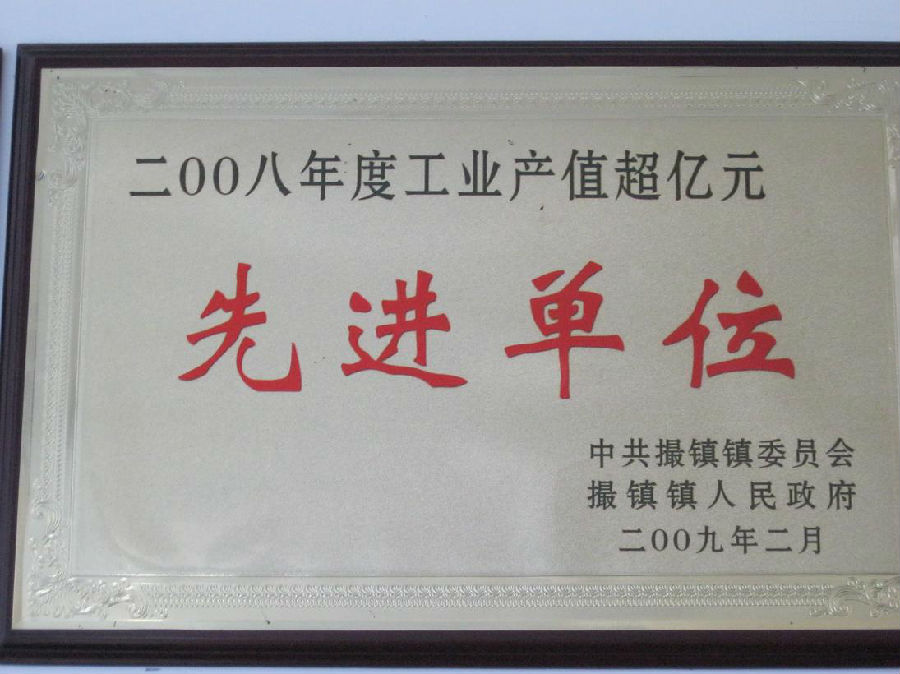 二00八年度工业产值超亿元
先进单位
中共撮镇镇委员会
撮镇镇人民政府
二00九年二月